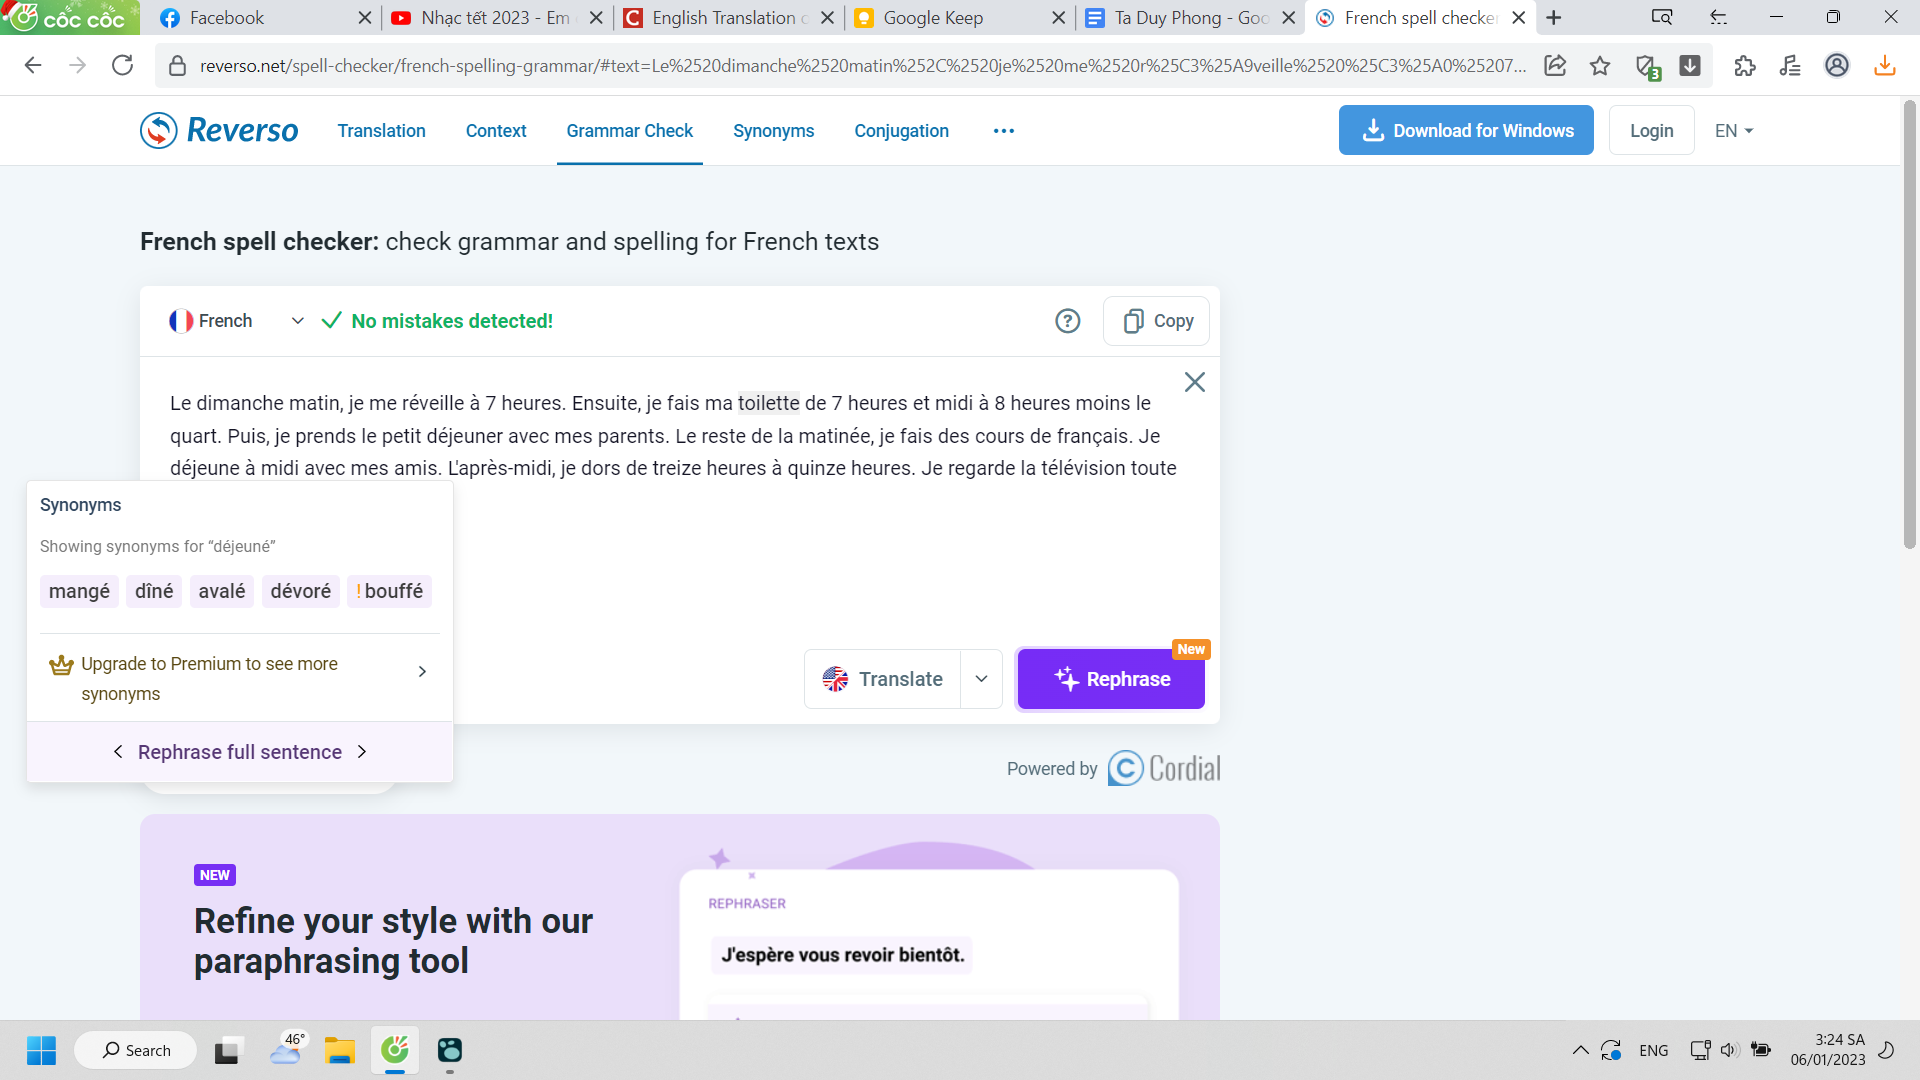 cốc cốc
Facebook
Nhạc tết 2023 - Em
English Translation o
Google Keep
Ta Duy Phong - Goo
French spell checker
reverso.net/spell-checker/french-spelling-grammar/#text=Le%2520dimanche%2520matin%252C%2520je%2520me%2520r%25C3%25A9veille%2520%25C3%25A0%25207...
3
Reverso
Translation
Context
Grammar Check
Synonyms
Conjugation
Download for Windows
Login
EN
French spell checker: check grammar and spelling for French texts
French
No mistakes detected!
Copy
Le dimanche matin, je me réveille à 7 heures. Ensuite, je fais ma toilette de 7 heures et midi à 8 heures moins le
quart. Puis, je prends le petit déjeuner avec mes parents. Le reste de la matinée, je fais des cours de français. Je
déjeune à midi avec mes amis. L'après-midi, je dors de treize heures à quinze heures. Je regarde la télévision toute
Synonyms
Showing synonyms for “déjeuné”
mangé dîné avalé dévoré ! bouffé
Upgrade to Premium to see more
synonyms
Rephrase full sentence
Translate
New
Rephrase
Powered by Cordial
NEW
Refine your style with our
paraphrasing tool
REPHRASER
J'espère vous revoir bientôt.
Search
46°
ENG
3:24 SA
06/01/2023